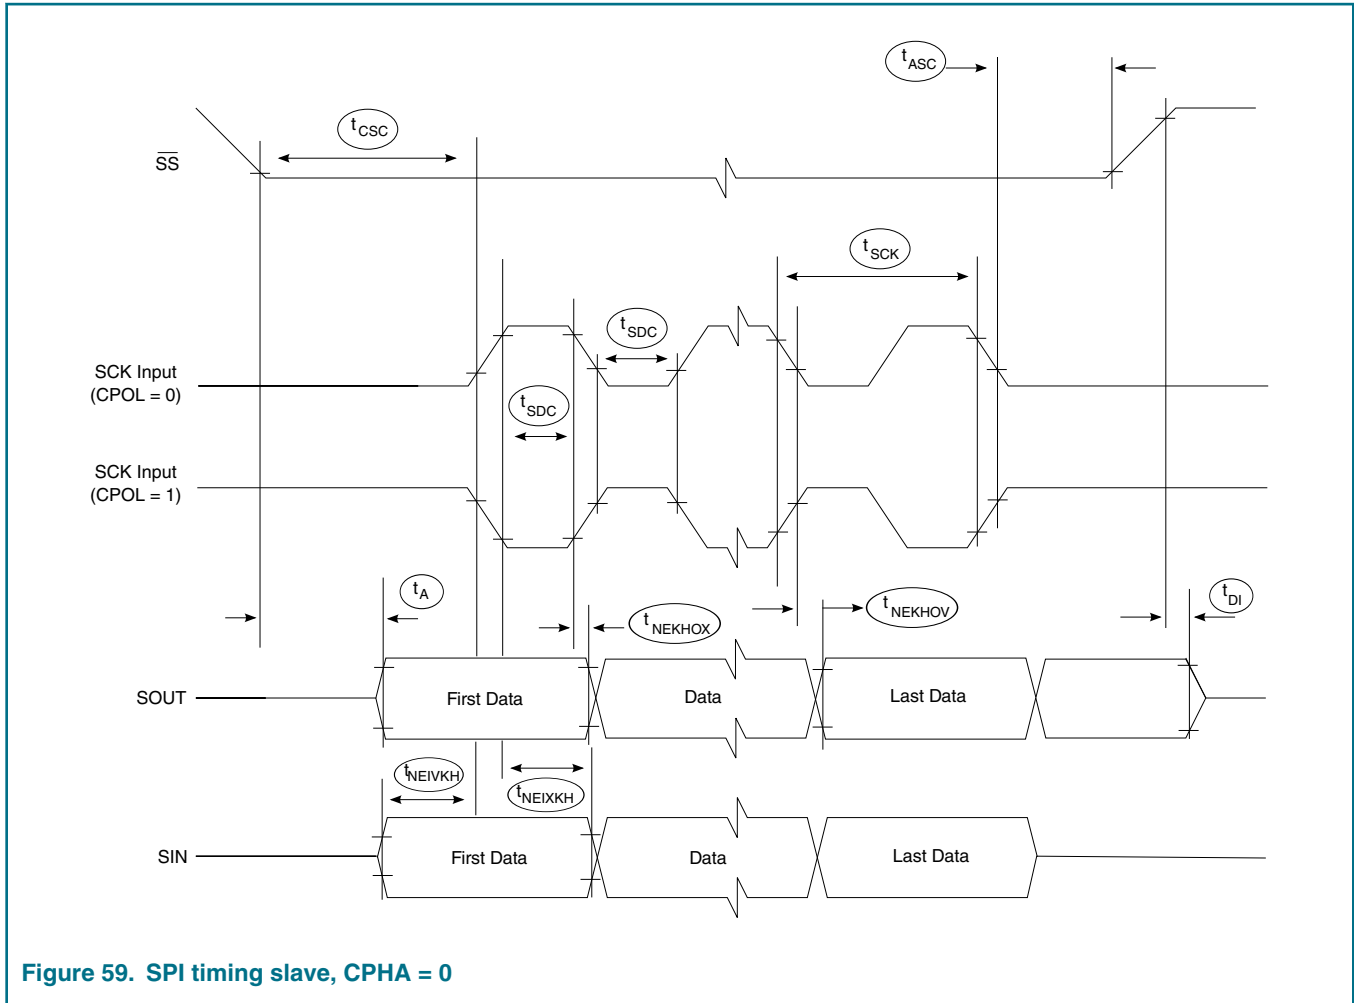 tASC
tCSC
SS
tSCK
tSDC
SCK Input
(CPOL = 0)
tSDC
SCK Input
(CPOL = 1)
tA
tDI
tNEKHOX
tNEKHOV
SOUT
First Data
Data
Last Data
tNEIVKH
tNEIXKH
SIN
First Data
Data
Last Data
Figure 59. SPI timing slave, CPHA = 0